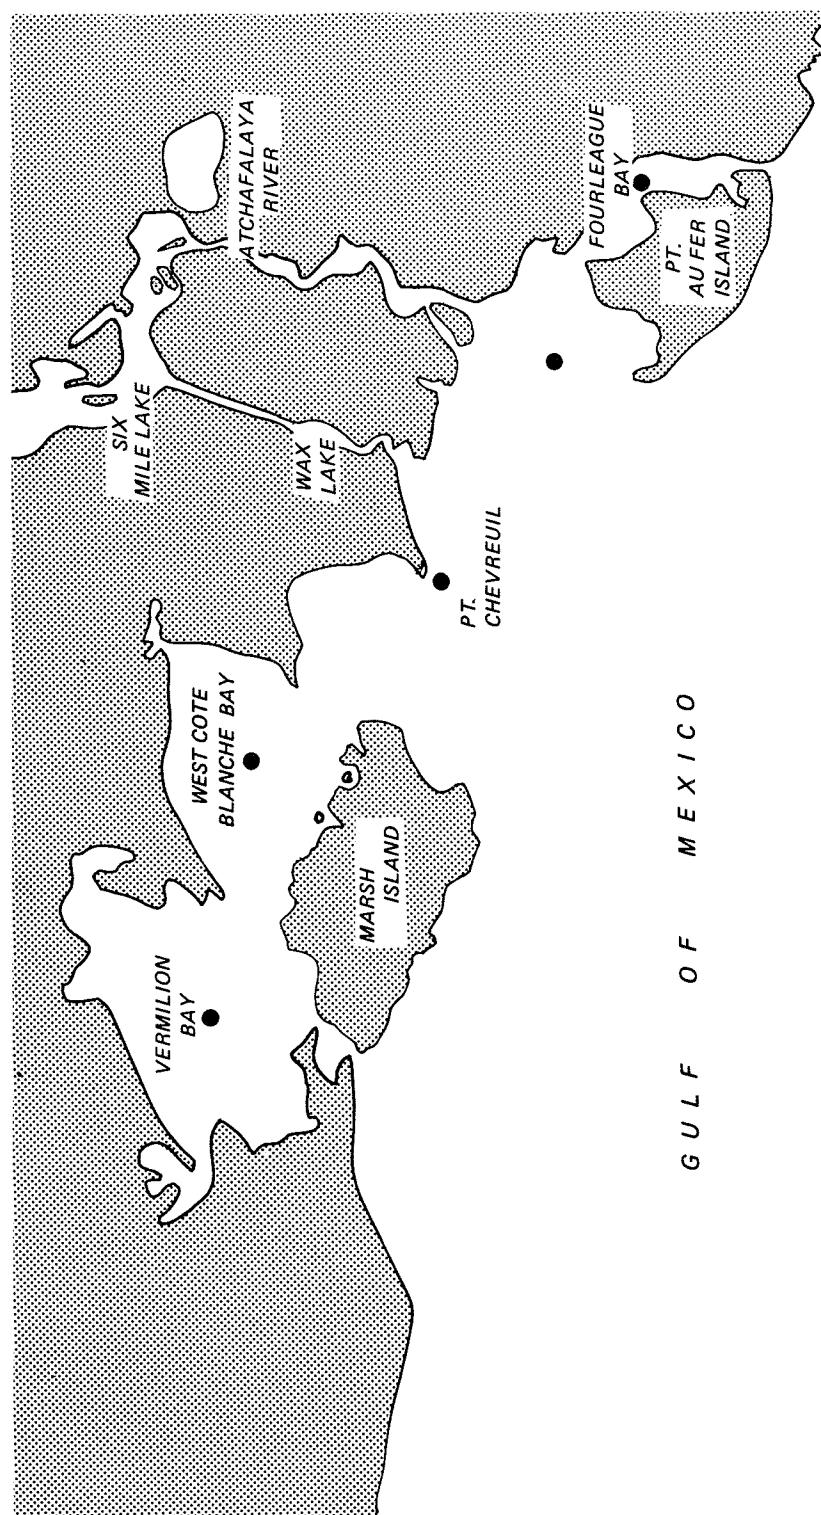 ATCHAFALAYA
RIVER
FOURLEAGUE
BAY
PT.
AU FER
ISLAND
SIX
MILE LAKE
WAX
LAKE
PT.
CHEVREUIL
WEST COTE
BLANCHE BAY
MARSH
ISLAND
VERMILION
BAY
GULF OF MEXICO